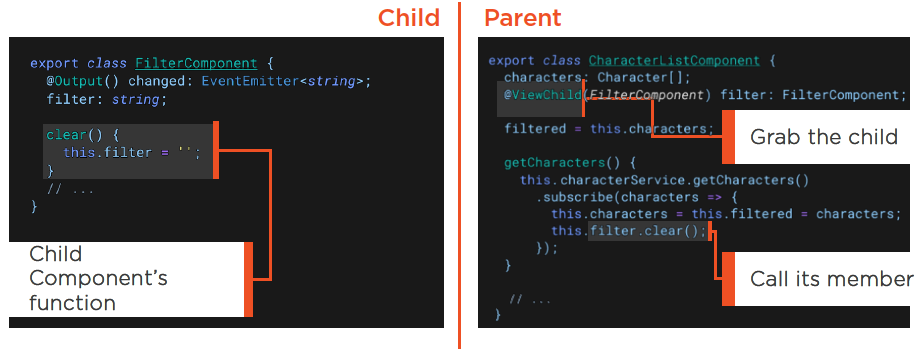 Child
export class FilterComponent {
@Output() changed: EventEmitter<string>;
filter: string;
clear() {
this.filter = '';
}
// ...
}
Child
Component's
function
Parent
export class CharacterListComponent {
characters: Character[];
@ViewChild(FilterComponent) filter: FilterComponent;
filtered = this.characters;
getCharacters() {
this.characterService.getCharacters()
.subscribe(characters => {
this.characters = this.filtered = characters;
this.filter.clear();
});
}
// ...
}
Grab the child
Call its member